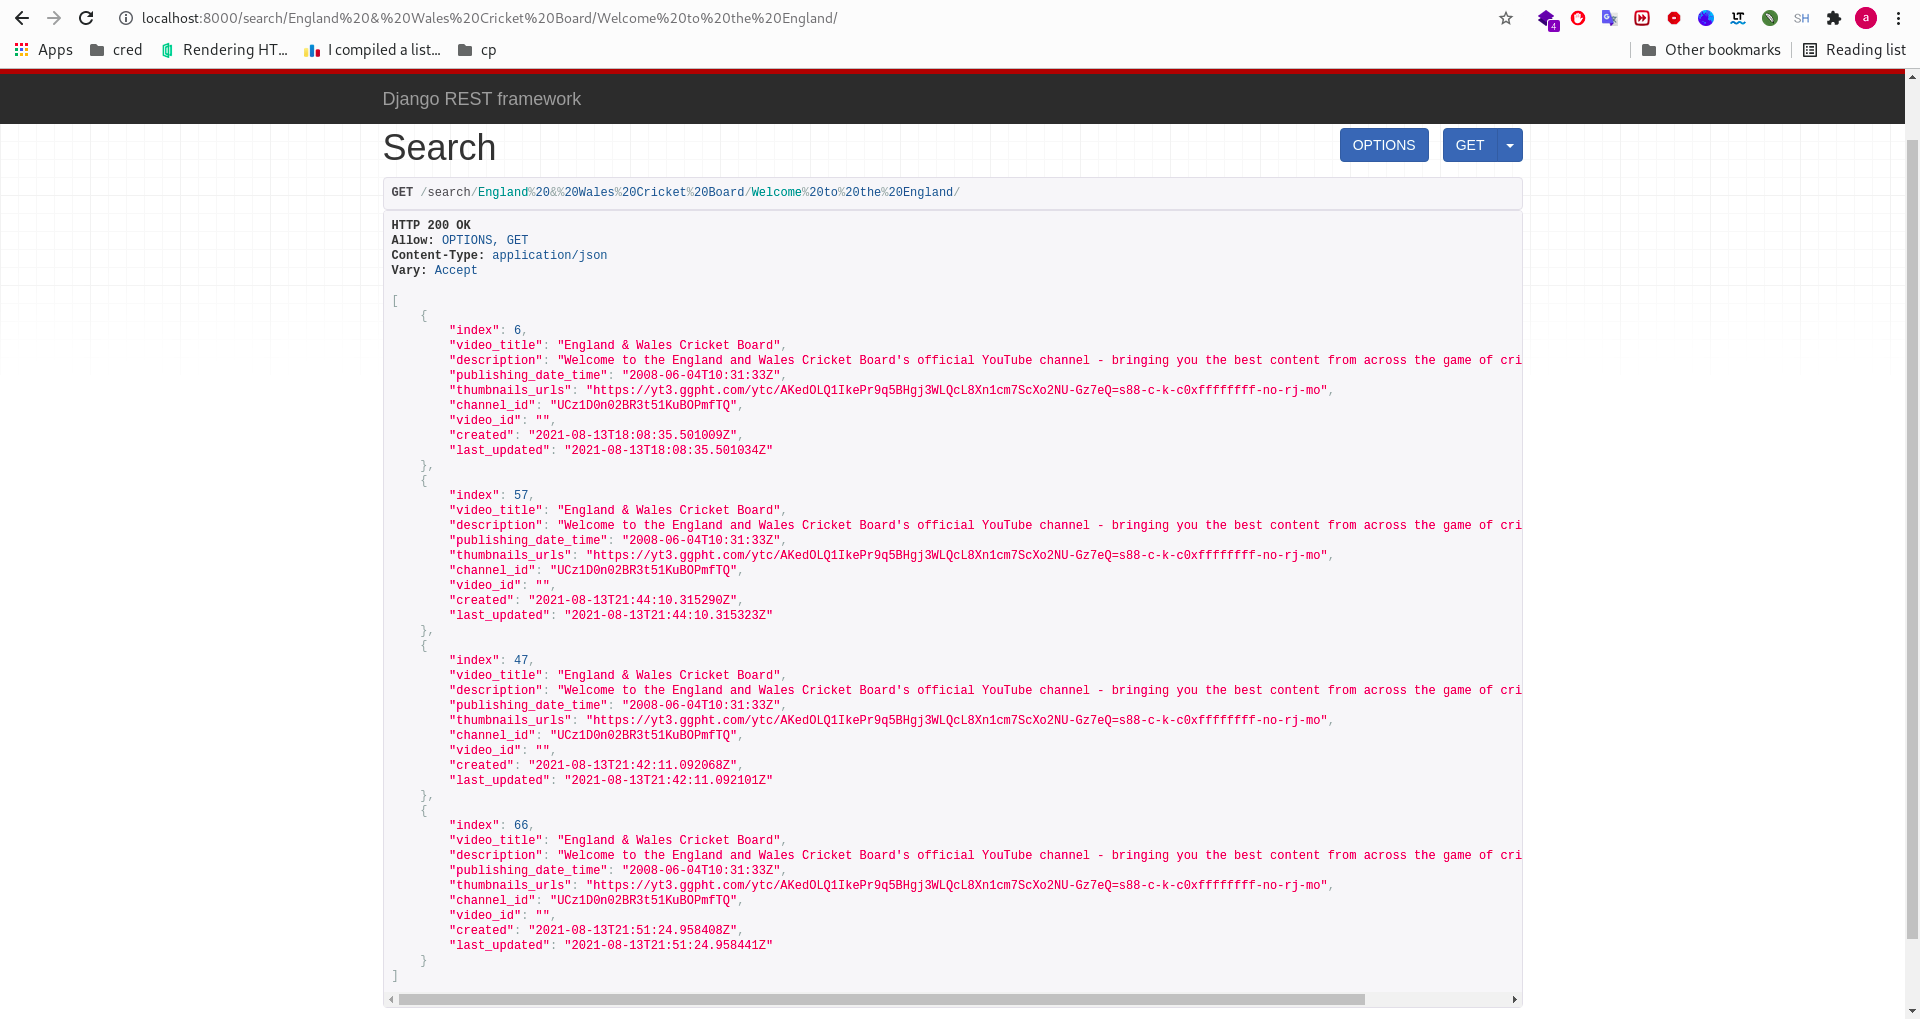 localhost:8000/search/England%20&%20Wales%20Cricket%20Board/Welcome%20to%20the%20England/
4
LT
SH
a
Apps
cred
Rendering HT...
I compiled a list...
cp
Other bookmarks
Reading list
Django REST framework
Search
OPTIONS
GET
GET /search/England%20&%20Wales%20Cricket%20Board/Welcome%20to%20the%20England/
HTTP 200 OK
Allow: OPTIONS, GET
Content-Type: application/json
Vary: Accept
[
{
"index": 6,
"video_title": "England & Wales Cricket Board",
"description": "Welcome to the England and Wales Cricket Board's official YouTube channel - bringing you the best content from across the game of cri
"publishing_date_time": "2008-06-04T10:31:33Z",
"thumbnails_urls": "https://yt3.ggpht.com/ytc/AKedOLQ1IkePr9q5BHgj3WLQcL8Xn1cm7ScXo2NU-Gz7eQ=s88-c-k-c0xffffffff-no-rj-mo",
"channel_id": "UCz1D0n02BR3t51KuBOPmfTQ",
"video_id": "",
"created": "2021-08-13T18:08:35.501009Z",
"last_updated": "2021-08-13T18:08:35.501034Z"
},
{
"index": 57,
"video_title": "England & Wales Cricket Board",
"description": "Welcome to the England and Wales Cricket Board's official YouTube channel - bringing you the best content from across the game of cri
"publishing_date_time": "2008-06-04T10:31:33Z",
"thumbnails_urls": "https://yt3.ggpht.com/ytc/AKedOLQ1IkePr9q5BHgj3WLQcL8Xn1cm7ScXo2NU-Gz7eQ=s88-c-k-c0xffffffff-no-rj-mo",
"channel_id": "UCz1D0n02BR3t51KuBOPmfTQ",
"video_id": "",
"created": "2021-08-13T21:44:10.315290Z",
"last_updated": "2021-08-13T21:44:10.315323Z"
},
{
"index": 47,
"video_title": "England & Wales Cricket Board",
"description": "Welcome to the England and Wales Cricket Board's official YouTube channel - bringing you the best content from across the game of cri
"publishing_date_time": "2008-06-04T10:31:33Z",
"thumbnails_urls": "https://yt3.ggpht.com/ytc/AKedOLQ1IkePr9q5BHgj3WLQcL8Xn1cm7ScXo2NU-Gz7eQ=s88-c-k-c0xffffffff-no-rj-mo",
"channel_id": "UCz1D0n02BR3t51KuBOPmfTQ",
"video_id": "",
"created": "2021-08-13T21:42:11.092068Z",
"last_updated": "2021-08-13T21:42:11.092101Z"
},
{
"index": 66,
"video_title": "England & Wales Cricket Board",
"description": "Welcome to the England and Wales Cricket Board's official YouTube channel - bringing you the best content from across the game of cri
"publishing_date_time": "2008-06-04T10:31:33Z",
"thumbnails_urls": "https://yt3.ggpht.com/ytc/AKedOLQ1IkePr9q5BHgj3WLQcL8Xn1cm7ScXo2NU-Gz7eQ=s88-c-k-c0xffffffff-no-rj-mo",
"channel_id": "UCz1D0n02BR3t51KuBOPmfTQ",
"video_id": "",
"created": "2021-08-13T21:51:24.958408Z",
"last_updated": "2021-08-13T21:51:24.958441Z"
}
]